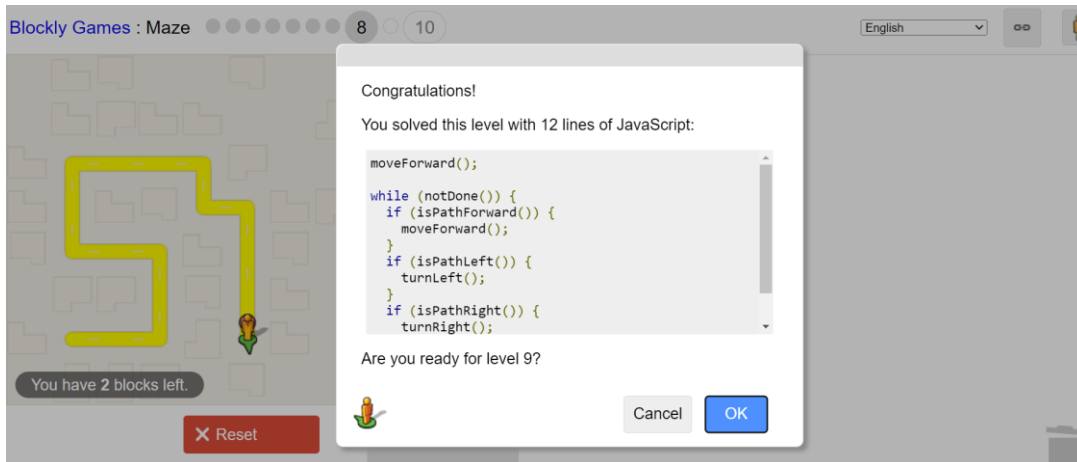 Blockly Games : Maze 8 10
English
Congratulations!
You solved this level with 12 lines of JavaScript:
moveForward();
while (notDone()) {
if (isPathForward()) {
moveForward();
}
if (isPathLeft()) {
turnLeft();
}
if (isPathRight()) {
turnRight();
Are you ready for level 9?
You have 2 blocks left.
Cancel
OK
Reset